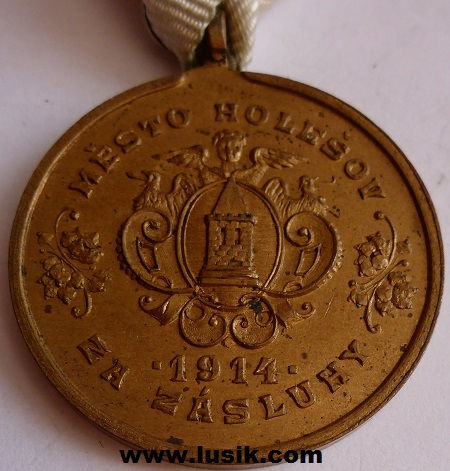 MĚSTO HOLEŠOV
·1914·
NA ZÁSLUHY
www.lusik.com